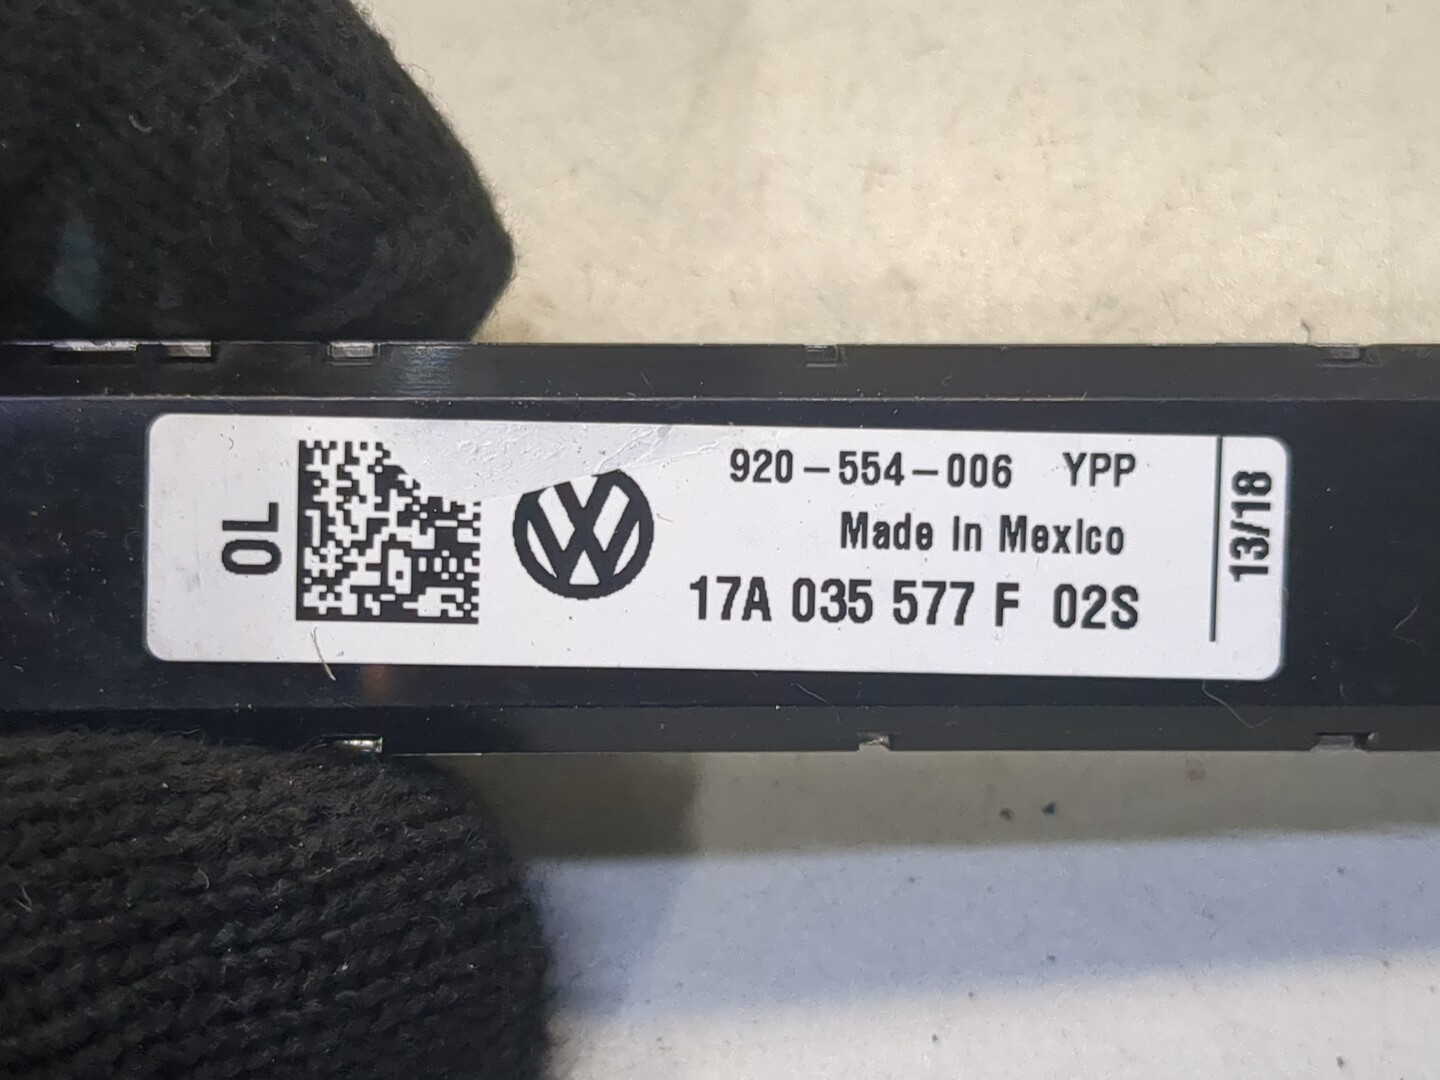 0L
920-554-006 YPP
Made In Mexico
17A 035 577 F 02S
13/18